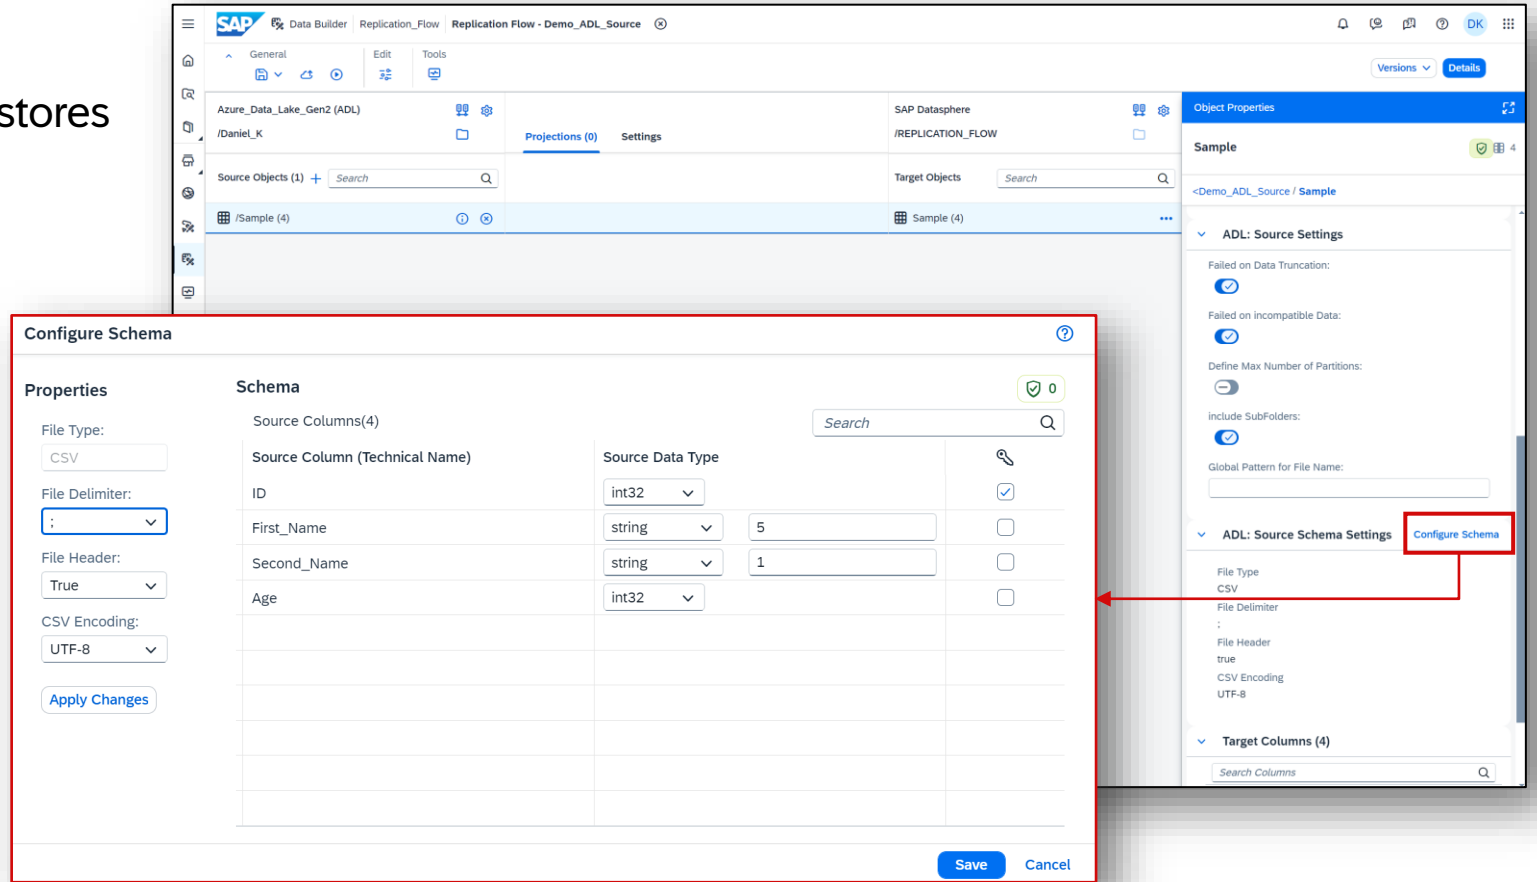 stores
SAP Data Builder Replication_Flow Replication Flow - Demo_ADL_Source DK
General Edit Tools
Versions Details
Azure_Data_Lake_Gen2 (ADL)
/Daniel_K
Projections (0) Settings
SAP Datasphere
/REPLICATION_FLOW
Source Objects (1) + Search
Target Objects Search
/Sample (4)
Sample (4)
Object Properties
Sample 4
<Demo_ADL_Source / Sample
ADL: Source Settings
Failed on Data Truncation:
Failed on incompatible Data:
Define Max Number of Partitions:
include SubFolders:
Global Pattern for File Name:
ADL: Source Schema Settings Configure Schema
File Type
CSV
File Delimiter
;
File Header
true
CSV Encoding
UTF-8
Target Columns (4)
Search Columns
Configure Schema
Properties
File Type:
CSV
File Delimiter:
;
File Header:
True
CSV Encoding:
UTF-8
Apply Changes
Schema 0
Source Columns(4) Search
Source Column (Technical Name) Source Data Type
ID int32
First_Name string 5
Second_Name string 1
Age int32
Save Cancel